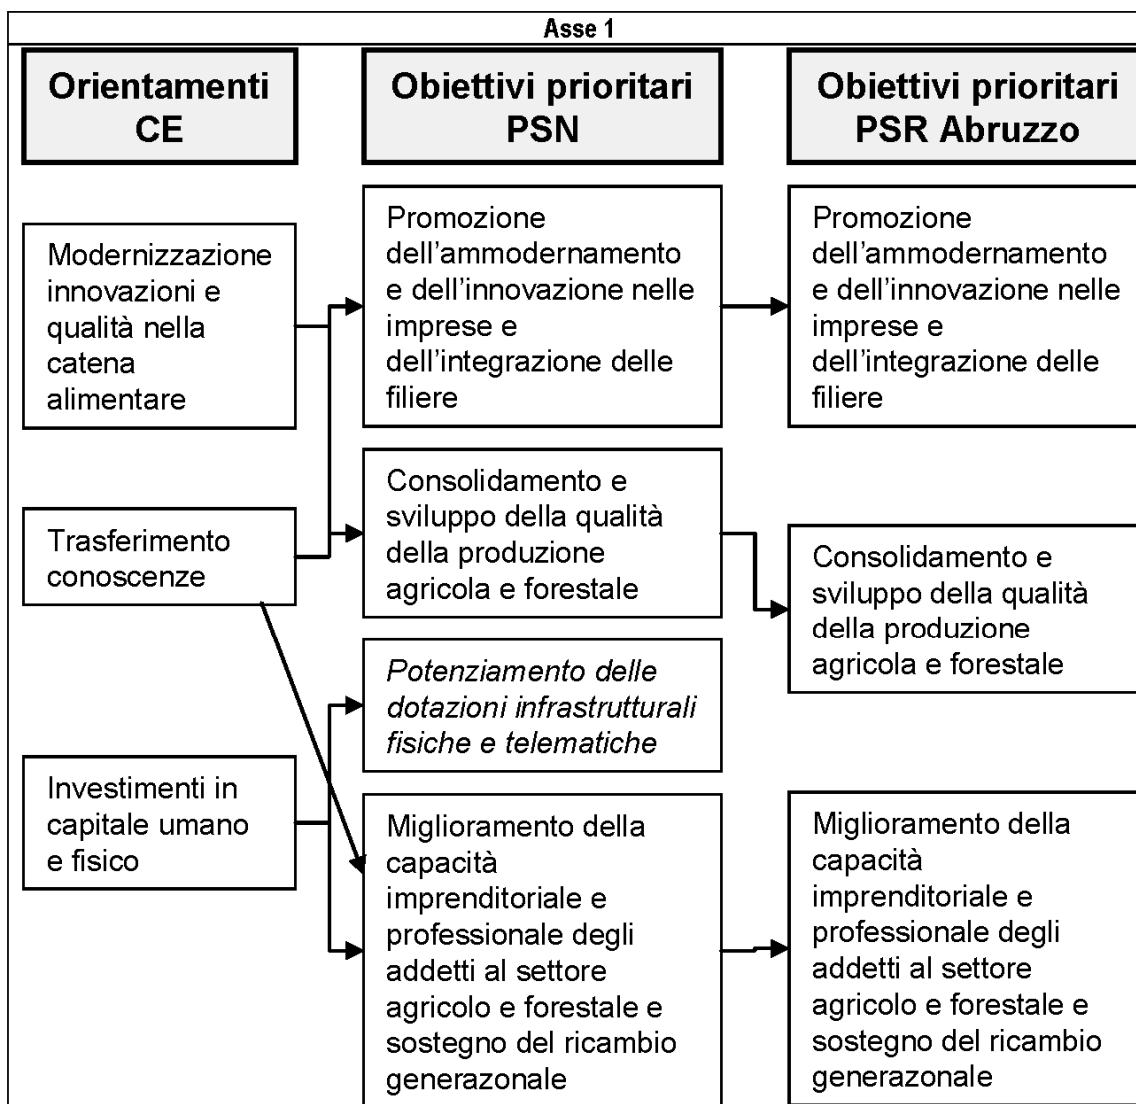 Asse 1
Orientamenti
CE
Obiettivi prioritari
PSN
Obiettivi prioritari
PSR Abruzzo
Modernizzazione
innovazioni e
qualità nella
catena
alimentare
Promozione
dell’ammodernamento
e dell’innovazione nelle
imprese e
dell’integrazione delle
filiere
Promozione
dell’ammodernamento
e dell’innovazione nelle
imprese e
dell’integrazione delle
filiere
Trasferimento
conoscenze
Consolidamento e
sviluppo della qualità
della produzione
agricola e forestale
Consolidamento e
sviluppo della qualità
della produzione
agricola e forestale
Potenziamento delle
dotazioni infrastrutturali
fisiche e telematiche
Investimenti in
capitale umano
e fisico
Miglioramento della
capacità
imprenditoriale e
professionale degli
addetti al settore
agricolo e forestale e
sostegno del ricambio
generazonale
Miglioramento della
capacità
imprenditoriale e
professionale degli
addetti al settore
agricolo e forestale e
sostegno del ricambio
generazonale